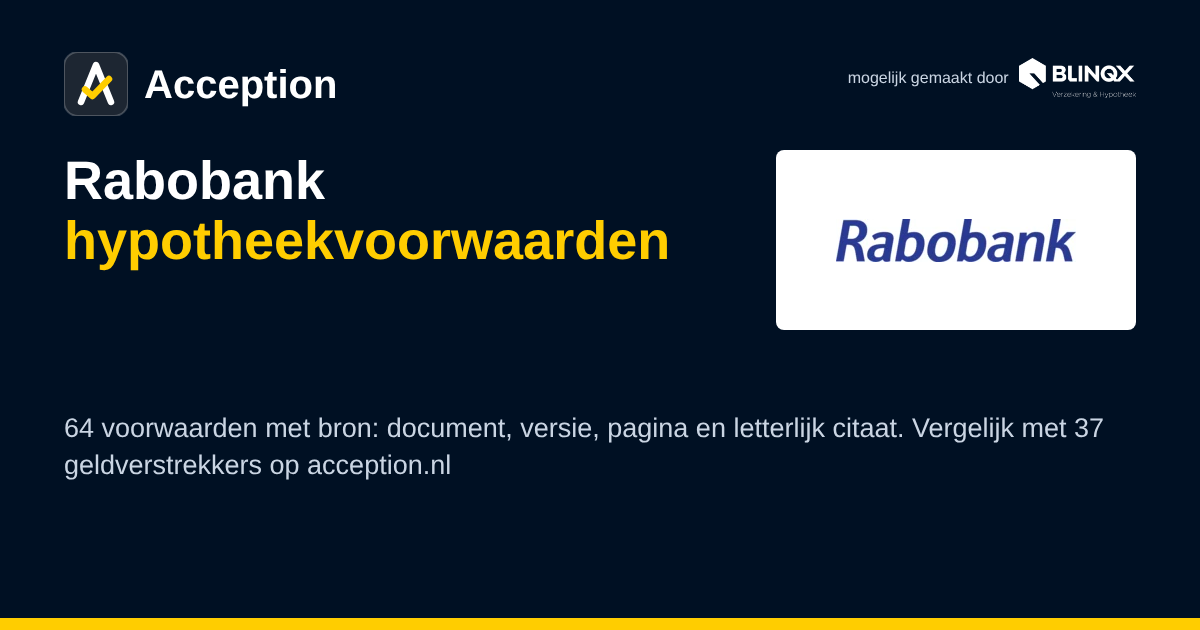 Acception
mogelijk gemaakt door
BLINQX
Verzekering & Hypotheek
Rabobank
hypotheekvoorwaarden
Rabobank
64 voorwaarden met bron: document, versie, pagina en letterlijk citaat. Vergelijk met 37
geldverstrekkers op acception.nl